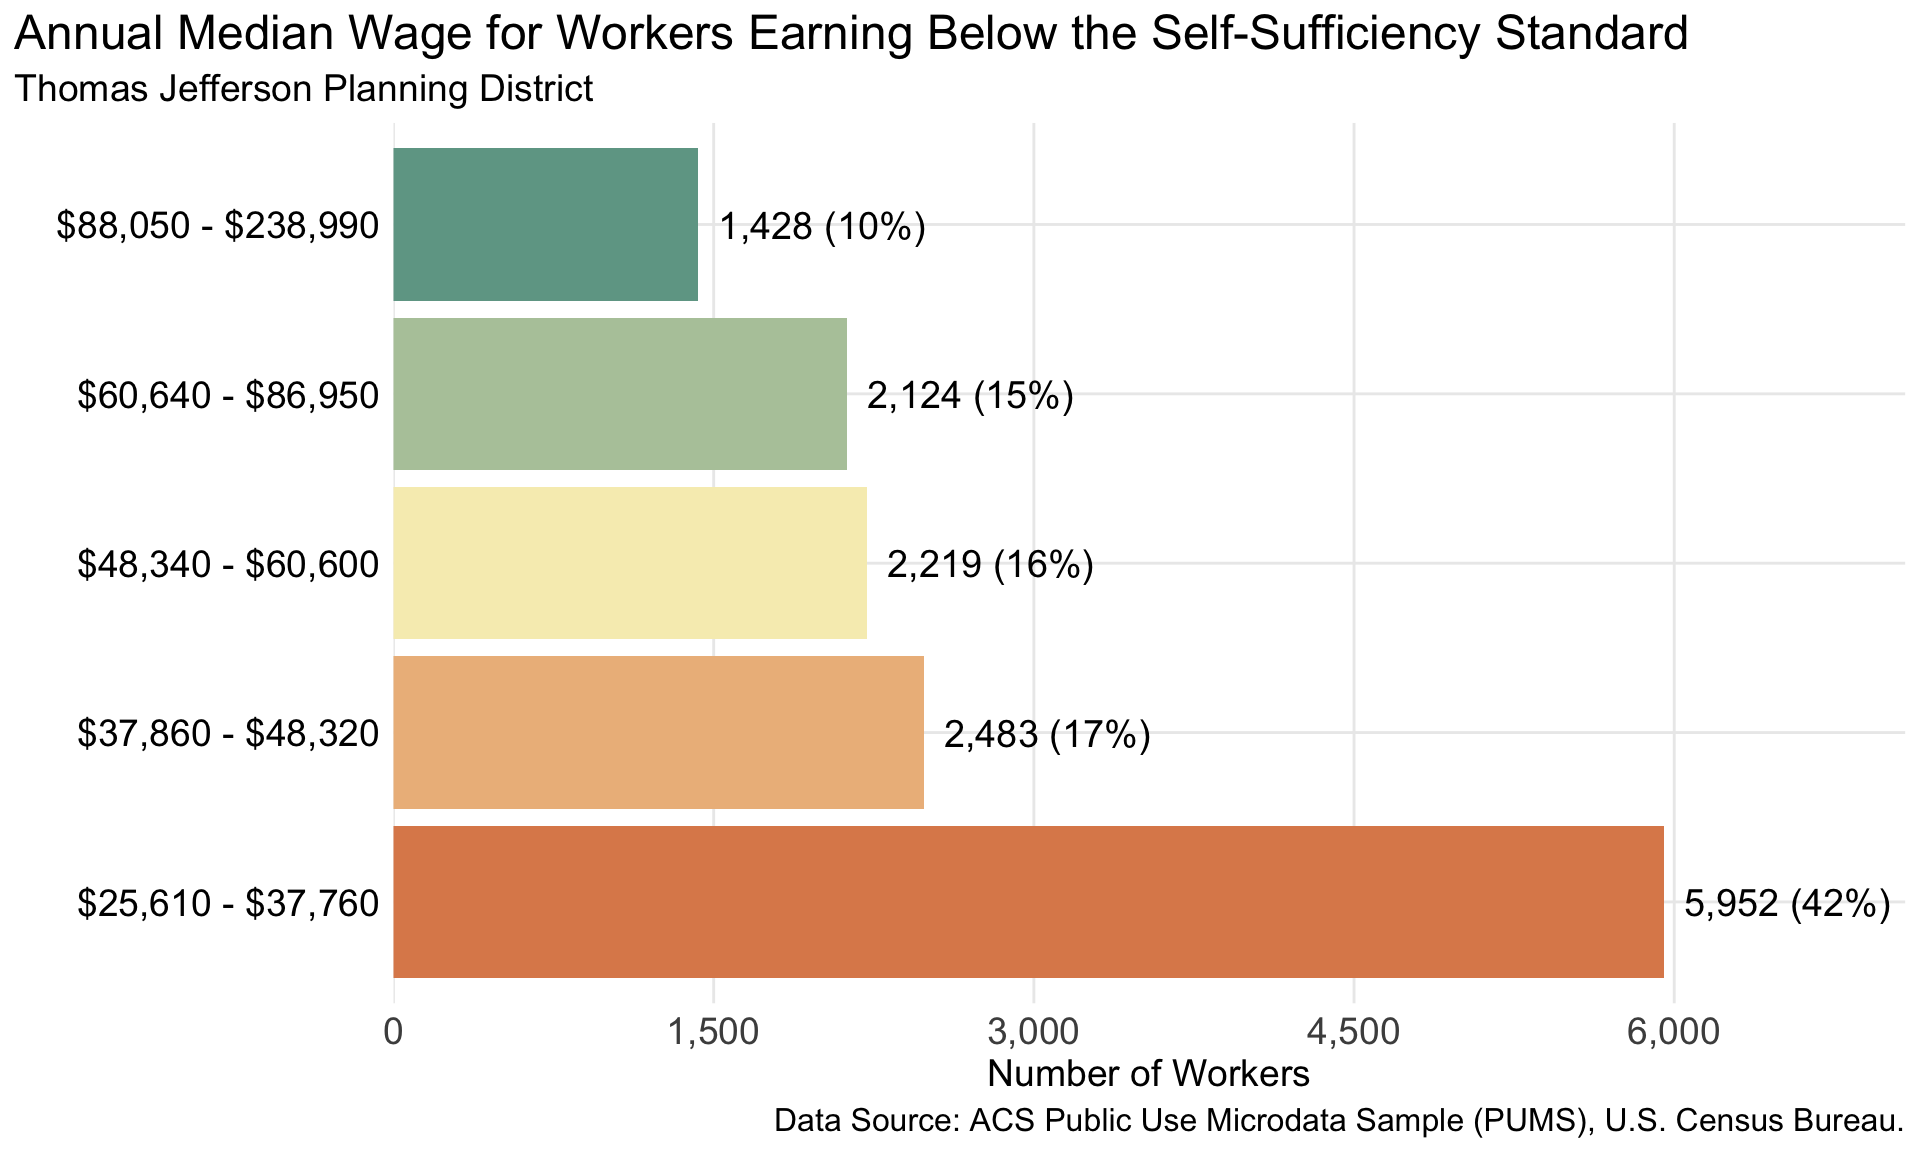 Annual Median Wage for Workers Earning Below the Self-Sufficiency Standard
Thomas Jefferson Planning District
$88,050 - $238,990
1,428 (10%)
$60,640 - $86,950
2,124 (15%)
$48,340 - $60,600
2,219 (16%)
$37,860 - $48,320
2,483 (17%)
$25,610 - $37,760
5,952 (42%)
0 1,500 3,000 4,500 6,000
Number of Workers
Data Source: ACS Public Use Microdata Sample (PUMS), U.S. Census Bureau.